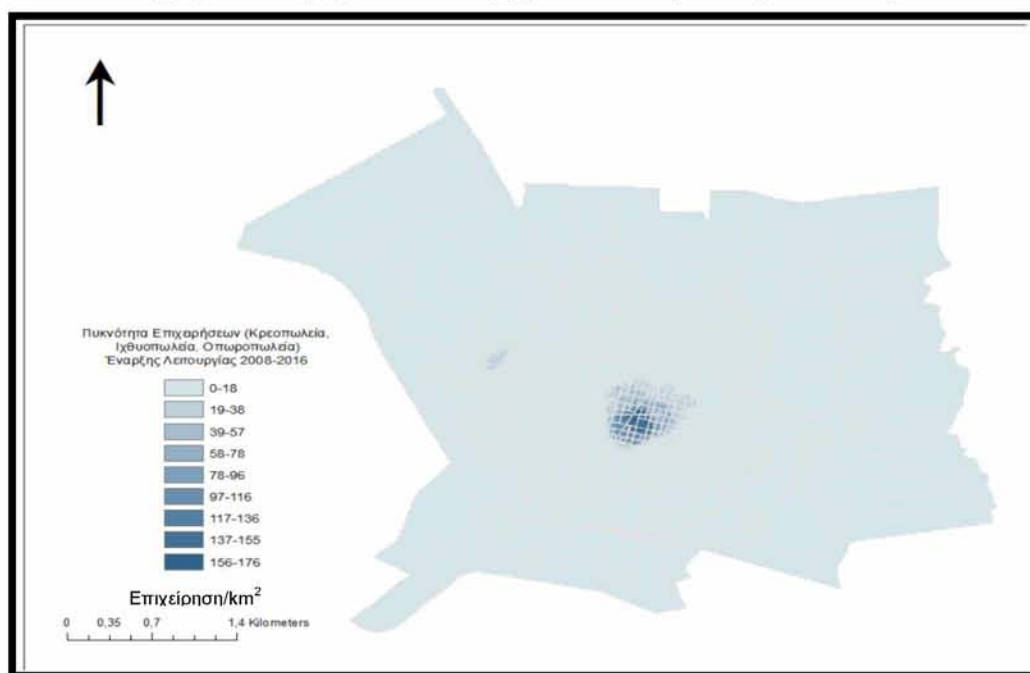 Πυκνότητα Επιχειρήσεων (Κρεοπωλεία,
Ιχθυοπωλεία, Οπωροπωλεία)
Έναρξης Λειτουργίας 2008-2016
0-18
19-38
39-57
58-78
78-96
97-116
117-136
137-155
156-176
Επιχείρηση/km²
0 0,35 0,7 1,4 Kilometers